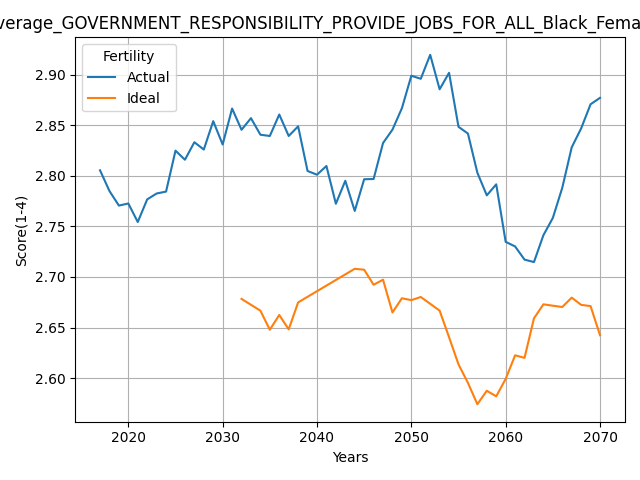 verage_GOVERNMENT_RESPONSIBILITY_PROVIDE_JOBS_FOR_ALL_Black_Fema
Fertility
Actual
Ideal
2.90
2.85
2.80
2.75
2.70
2.65
2.60
Score(1-4)
2020 2030 2040 2050 2060 2070
Years